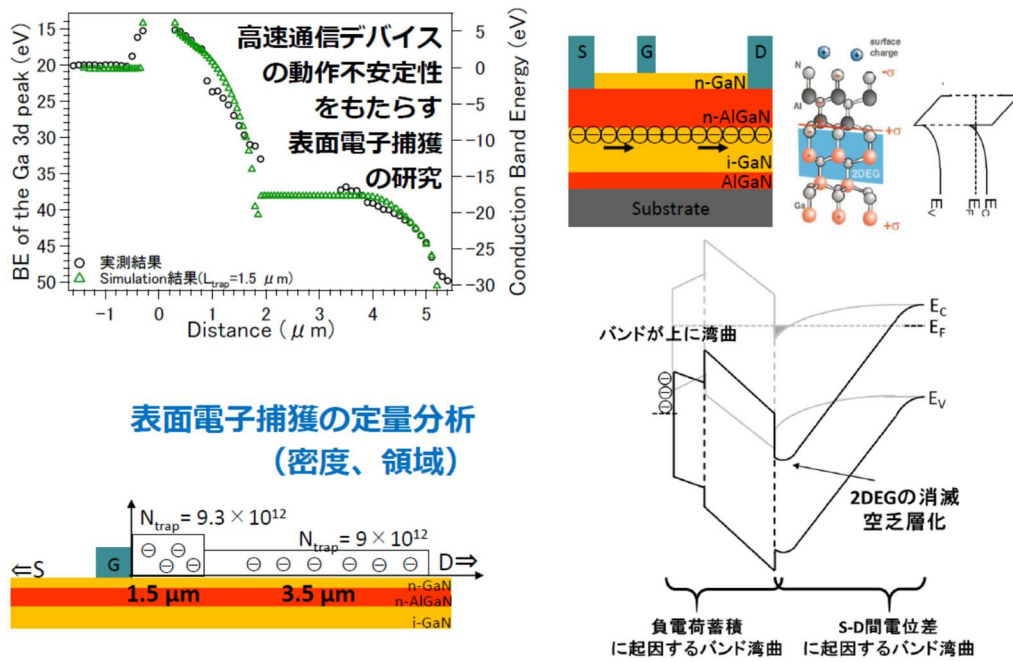 高速通信デバイス
の動作不安定性
をもたらす
表面電子捕獲
の研究
BE of the Ga 3d peak (eV)
15
20
25
30
35
40
45
50
Conduction Band Energy (eV)
5
0
-5
-10
-15
-20
-25
-30
○ 実測結果
△ Simulation結果(Ltrap=1.5 μm)
-1 0 1 2 3 4 5
Distance (μm)
S G D
n-GaN
n-AlGaN
i-GaN
AlGaN
Substrate
surface
charge
N
-σ
Al
+σ
2DEG
Ga
+σ
EV EF EC
バンドが上に湾曲
EC
EF
EV
2DEGの消滅
空乏層化
負電荷蓄積
に起因するバンド湾曲
S-D間電位差
に起因するバンド湾曲
表面電子捕獲の定量分析
(密度、領域)
Ntrap = 9.3 × 10¹²
Ntrap = 9 × 10¹²
⇐S
G
D⇒
1.5 μm
3.5 μm
n-GaN
n-AlGaN
i-GaN